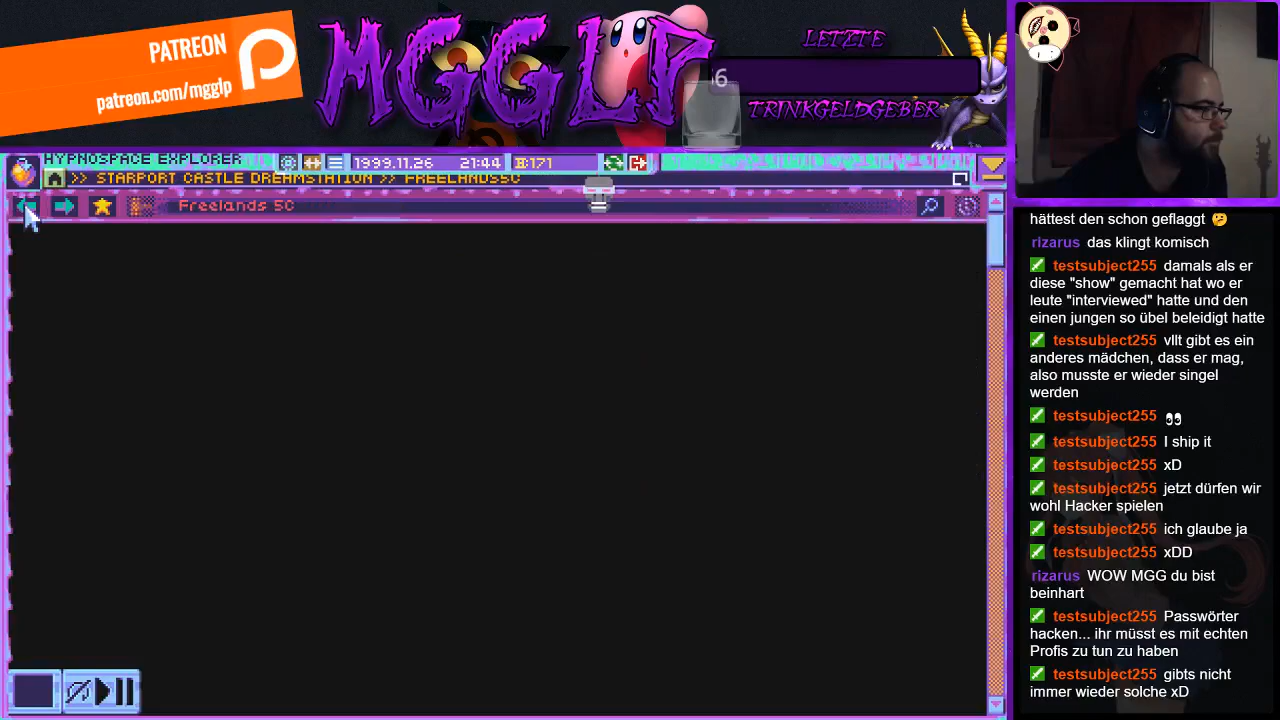 PATREON
patreon.com/mgglp
MGGLP
LETZTE
TRINKGELDGEBER
HYPNOSPACE EXPLORER
1999.11.26 21:44
171
>> STARPORT CASTLE DREAMSTATION >> FREELANDS5C
Freelands 5C
hättest den schon geflaggt
rizarus das klingt komisch
testsubject255 damals als er
diese "show" gemacht hat wo er
leute "interviewed" hatte und den
einen jungen so übel beleidigt hatte
testsubject255 vllt gibt es ein
anderes mädchen, dass er mag,
also musste er wieder singel
werden
testsubject255
testsubject255 I ship it
testsubject255 xD
testsubject255 jetzt dürfen wir
wohl Hacker spielen
testsubject255 ich glaube ja
testsubject255 xDD
rizarus WOW MGG du bist
beinhart
testsubject255 Passwörter
hacken... ihr müsst es mit echten
Profis zu tun zu haben
testsubject255 gibts nicht
immer wieder solche xD